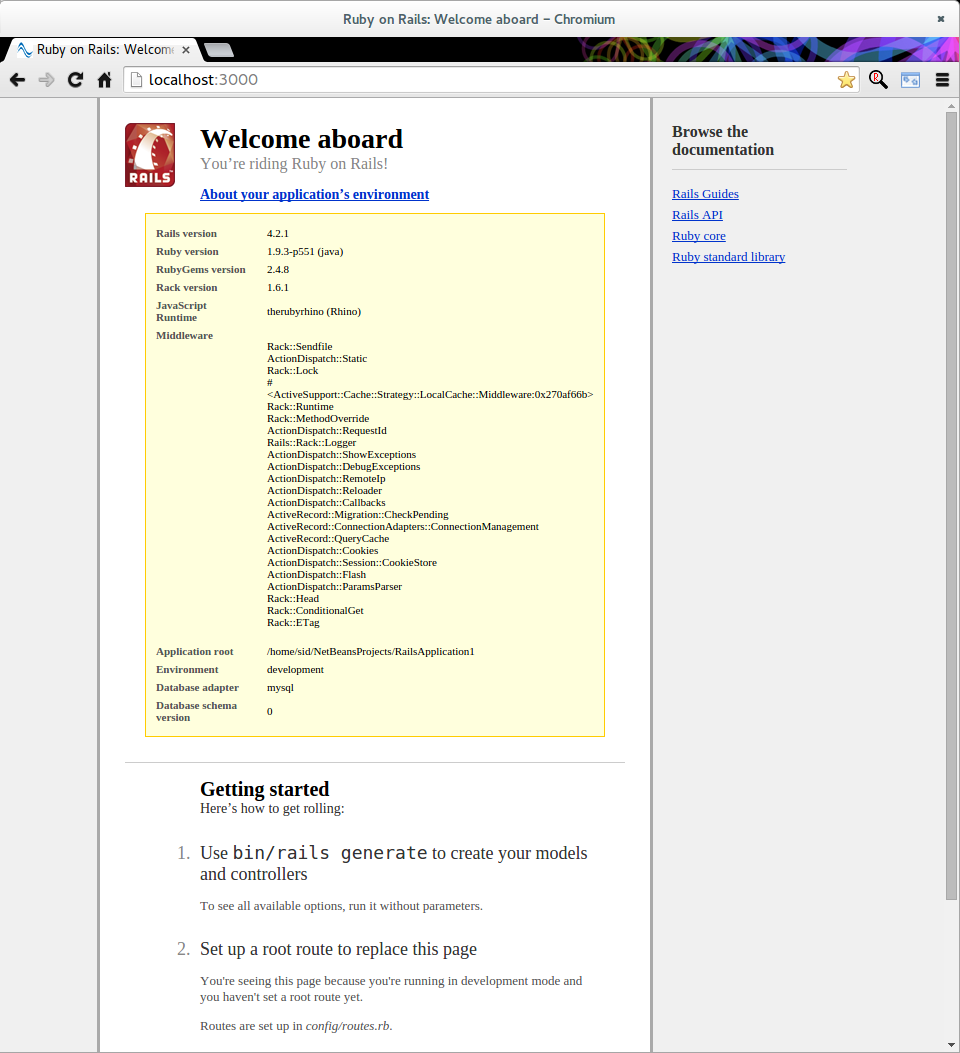 Ruby on Rails: Welcome aboard - Chromium
Ruby on Rails: Welcome
localhost:3000
RAILS
Welcome aboard
You’re riding Ruby on Rails!
About your application’s environment
Rails version 4.2.1
Ruby version 1.9.3-p551 (java)
RubyGems version 2.4.8
Rack version 1.6.1
JavaScript
Runtime
therubyrhino (Rhino)
Middleware
Rack::Sendfile
ActionDispatch::Static
Rack::Lock
#
<ActiveSupport::Cache::Strategy::LocalCache::Middleware:0x270af66b>
Rack::Runtime
Rack::MethodOverride
ActionDispatch::RequestId
Rails::Rack::Logger
ActionDispatch::ShowExceptions
ActionDispatch::DebugExceptions
ActionDispatch::RemoteIp
ActionDispatch::Reloader
ActionDispatch::Callbacks
ActiveRecord::Migration::CheckPending
ActiveRecord::ConnectionAdapters::ConnectionManagement
ActiveRecord::QueryCache
ActionDispatch::Cookies
ActionDispatch::Session::CookieStore
ActionDispatch::Flash
ActionDispatch::ParamsParser
Rack::Head
Rack::ConditionalGet
Rack::ETag
Application root /home/sid/NetBeansProjects/RailsApplication1
Environment development
Database adapter mysql
Database schema
version
0
Getting started
Here’s how to get rolling:
1. Use bin/rails generate to create your models
and controllers
To see all available options, run it without parameters.
2. Set up a root route to replace this page
You're seeing this page because you're running in development mode and
you haven't set a root route yet.
Routes are set up in config/routes.rb.
Browse the
documentation
Rails Guides
Rails API
Ruby core
Ruby standard library